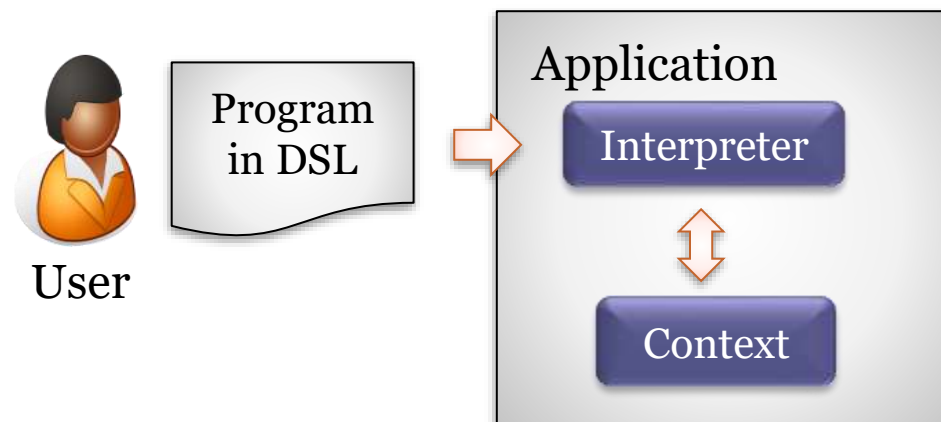 User
Program
in DSL
Application
Interpreter
Context